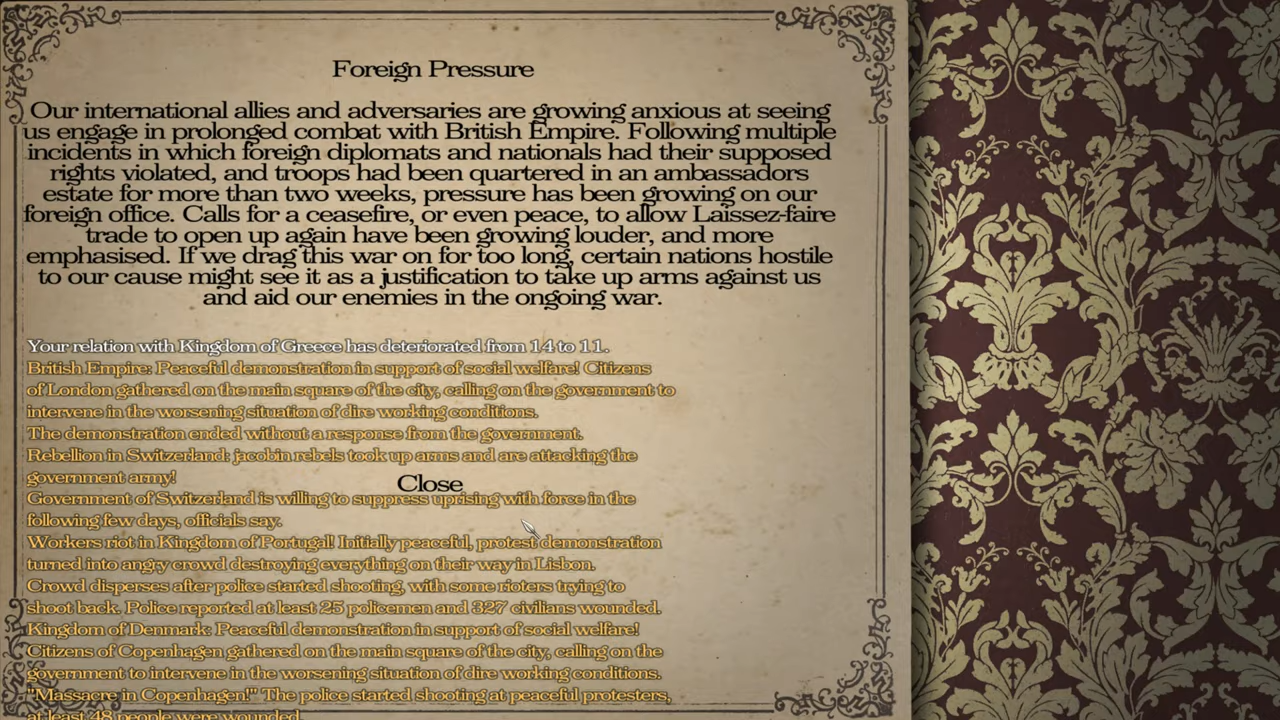 Foreign Pressure
Our international allies and adversaries are growing anxious at seeing
us engage in prolonged combat with British Empire. Following multiple
incidents in which foreign diplomats and nationals had their supposed
rights violated, and troops had been quartered in an ambassadors
estate for more than two weeks, pressure has been growing on our
foreign office. Calls for a ceasefire, or even peace, to allow Laissez-faire
trade to open up again have been growing louder, and more
emphasised. If we drag this war on for too long, certain nations hostile
to our cause might see it as a justification to take up arms against us
and aid our enemies in the ongoing war.
Your relation with Kingdom of Greece has deteriorated from 14 to 11.
British Empire: Peaceful demonstration in support of social welfare! Citizens
of London gathered on the main square of the city, calling on the government to
intervene in the worsening situation of dire working conditions.
The demonstration ended without a response from the government.
Rebellion in Switzerland: jacobin rebels took up arms and are attacking the
government army!
Close
Government of Switzerland is willing to suppress uprising with force in the
following few days, officials say.
Workers riot in Kingdom of Portugal! Initially peaceful, protest demonstration
turned into angry crowd destroying everything on their way in Lisbon.
Crowd disperses after police started shooting, with some rioters trying to
shoot back. Police reported at least 25 policemen and 327 civilians wounded.
Kingdom of Denmark: Peaceful demonstration in support of social welfare!
Citizens of Copenhagen gathered on the main square of the city, calling on the
government to intervene in the worsening situation of dire working conditions.
"Massacre in Copenhagen!" The police started shooting at peaceful protesters,
at least 48 people were wounded.